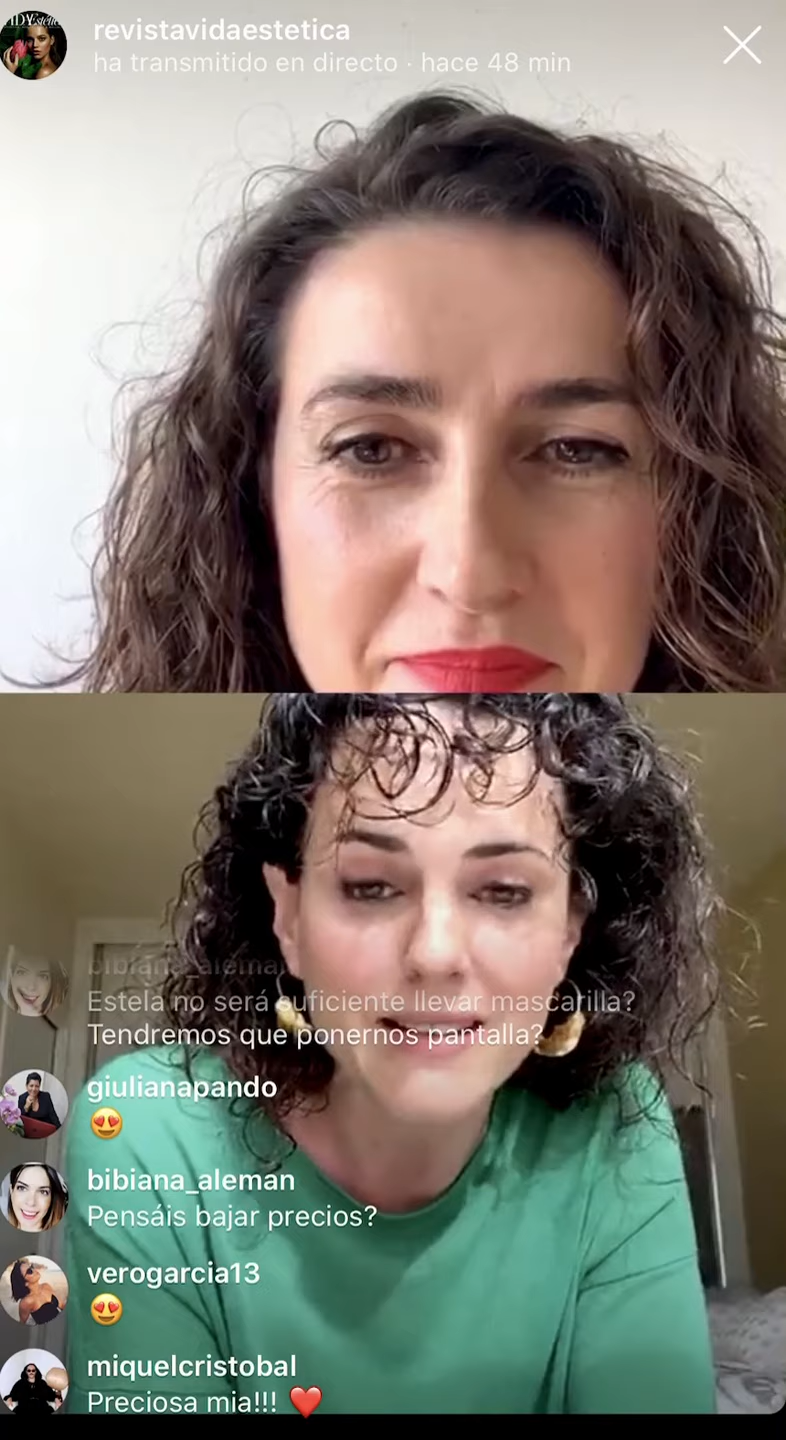 revistavidaestetica
ha transmitido en directo · hace 48 min
bibiana_aleman
Estela no será suficiente llevar mascarilla?
Tendremos que ponernos pantalla?
giulianapando
😍
bibiana_aleman
Pensáis bajar precios?
verogarcia13
😍
miquelcristobal
Preciosa mia!!! ❤️